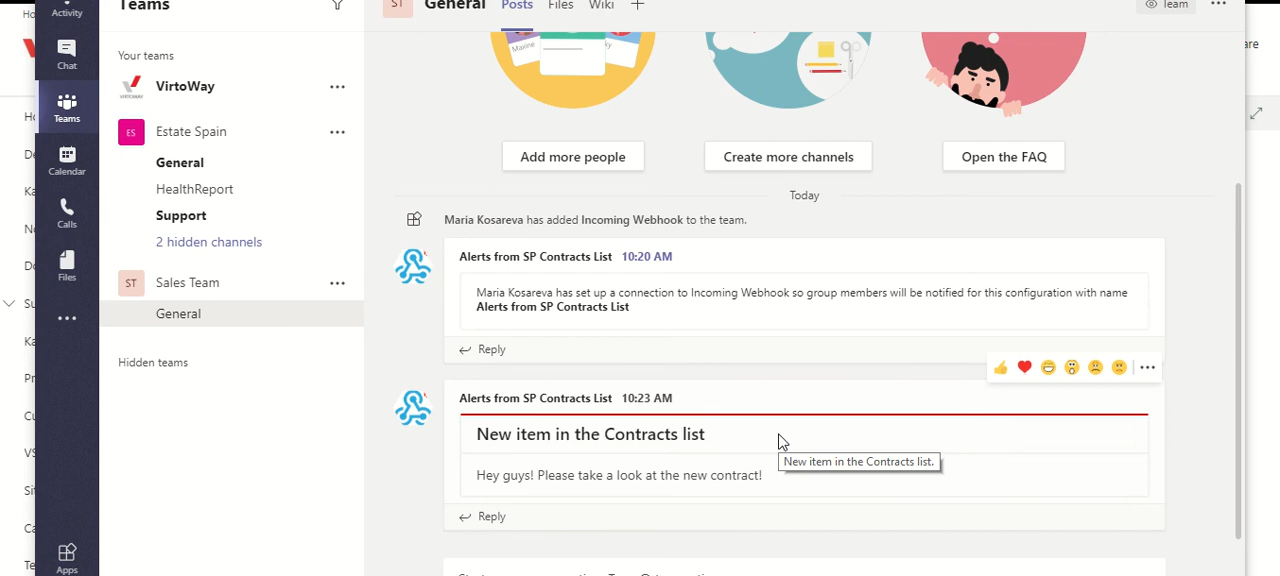 Ho
Activity
Teams
ST
General
Posts
Files
Wiki
Team
Chat
Your teams
Maxine
VIRTOWAY
VirtoWay
Teams
ES
Estate Spain
Calendar
General
HealthReport
Support
2 hidden channels
Calls
Files
ST
Sales Team
General
Hidden teams
Apps
Add more people
Create more channels
Open the FAQ
Today
Maria Kosareva has added Incoming Webhook to the team.
Alerts from SP Contracts List 10:20 AM
Maria Kosareva has set up a connection to Incoming Webhook so group members will be notified for this configuration with name
Alerts from SP Contracts List
Reply
Alerts from SP Contracts List 10:23 AM
New item in the Contracts list
New item in the Contracts list.
Hey guys! Please take a look at the new contract!
Reply